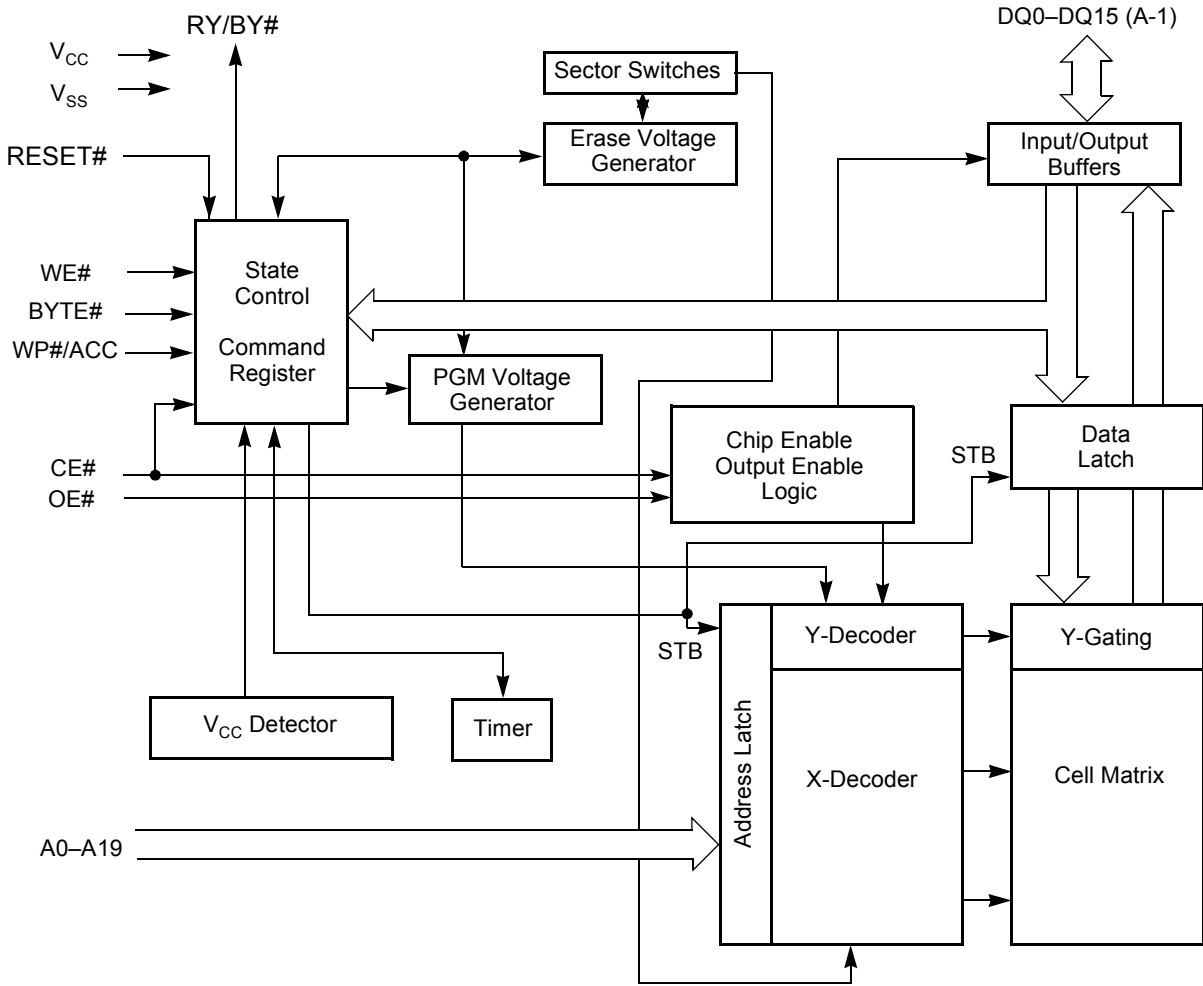 RY/BY#
DQ0–DQ15 (A-1)
VCC
VSS
Sector Switches
RESET#
Erase Voltage
Generator
Input/Output
Buffers
WE#
BYTE#
WP#/ACC
State
Control
Command
Register
PGM Voltage
Generator
CE#
OE#
Chip Enable
Output Enable
Logic
STB
Data
Latch
STB
Y-Decoder
Y-Gating
VCC Detector
Timer
Address Latch
X-Decoder
Cell Matrix
A0–A19